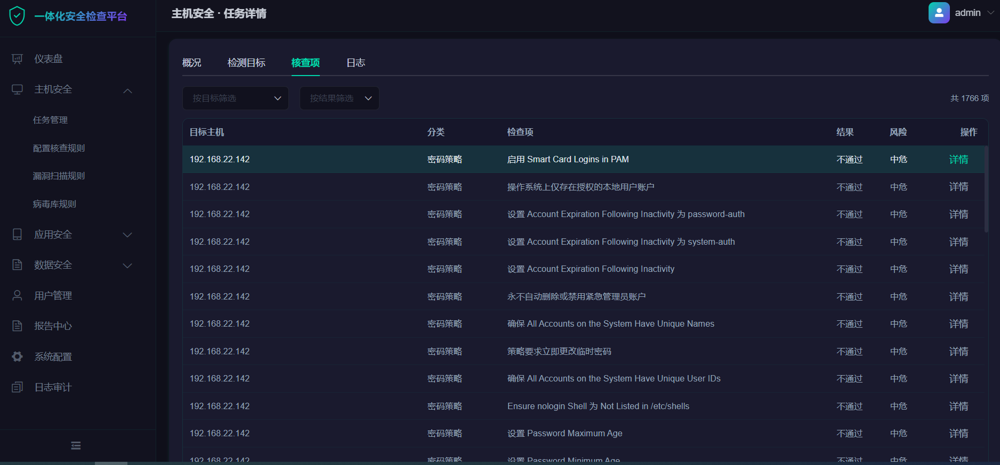 一体化安全检查平台
主机安全 · 任务详情
admin
仪表盘
主机安全
任务管理
配置核查规则
漏洞扫描规则
病毒库规则
应用安全
数据安全
用户管理
报告中心
系统配置
日志审计
概况 检测目标 核查项 日志
按目标筛选 按结果筛选 共 1766 项
目标主机 分类 检查项 结果 风险 操作
192.168.22.142 密码策略 启用 Smart Card Logins in PAM 不通过 中危 详情
192.168.22.142 密码策略 操作系统上仅存在授权的本地用户账户 不通过 中危 详情
192.168.22.142 密码策略 设置 Account Expiration Following Inactivity 为 password-auth 不通过 中危 详情
192.168.22.142 密码策略 设置 Account Expiration Following Inactivity 为 system-auth 不通过 中危 详情
192.168.22.142 密码策略 设置 Account Expiration Following Inactivity 不通过 中危 详情
192.168.22.142 密码策略 永不自动删除或禁用紧急管理员账户 不通过 中危 详情
192.168.22.142 密码策略 确保 All Accounts on the System Have Unique Names 不通过 中危 详情
192.168.22.142 密码策略 策略要求立即更改临时密码 不通过 中危 详情
192.168.22.142 密码策略 确保 All Accounts on the System Have Unique User IDs 不通过 中危 详情
192.168.22.142 密码策略 Ensure nologin Shell 为 Not Listed in /etc/shells 不通过 中危 详情
192.168.22.142 密码策略 设置 Password Maximum Age 不通过 中危 详情
192.168.22.142 密码策略 设置 Password Minimum Age 不通过 中危 详情